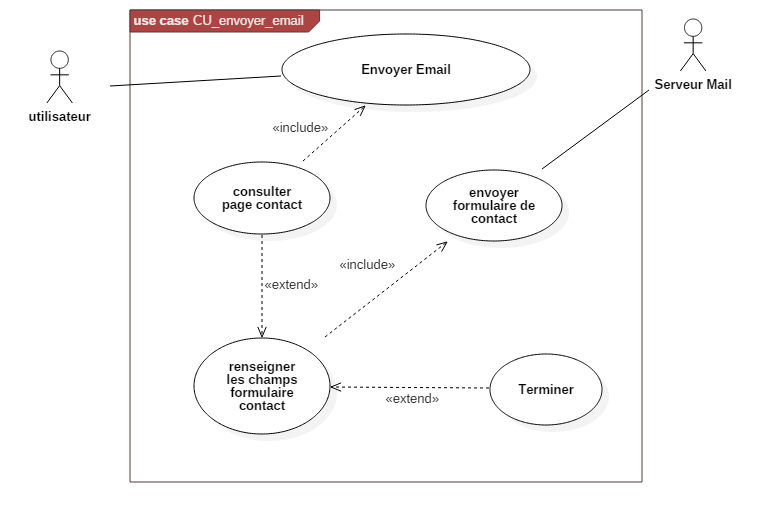 use case CU_envoyer_email
Envoyer Email
utilisateur
Serveur Mail
«include»
consulter
page contact
envoyer
formulaire de
contact
«include»
«extend»
renseigner
les champs
formulaire
contact
Terminer
«extend»